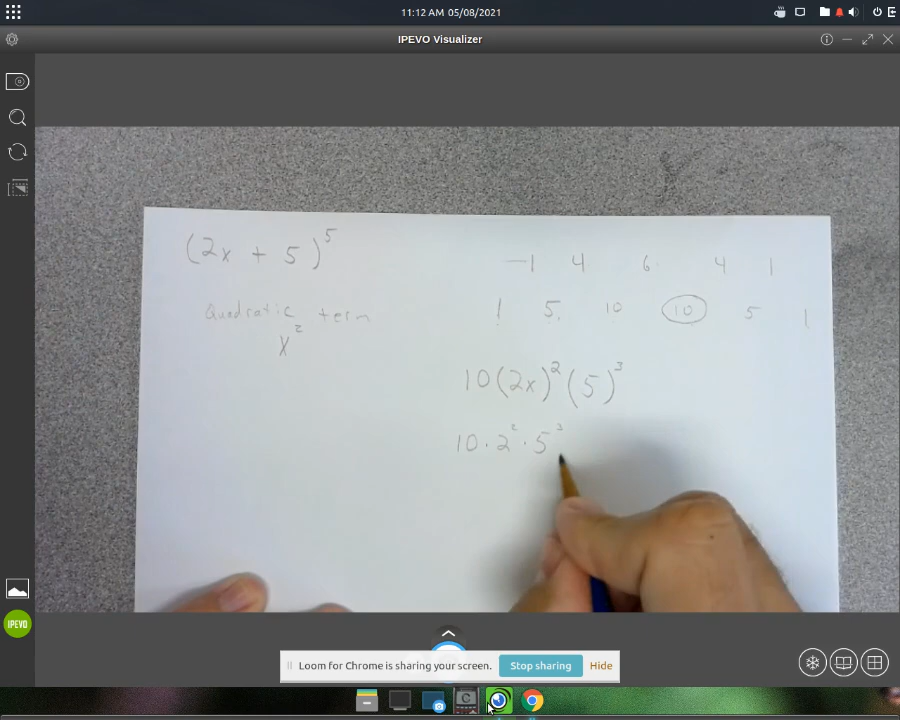 11:12 AM 05/08/2021
IPEVO Visualizer
(2x + 5)^5
Quadratic term
x^2
1 4 6 4 1
1 5 10 10 5 1
10(2x)^2(5)^3
10 · 2^2 · 5^3
IPEVO
Loom for Chrome is sharing your screen. Stop sharing Hide
C